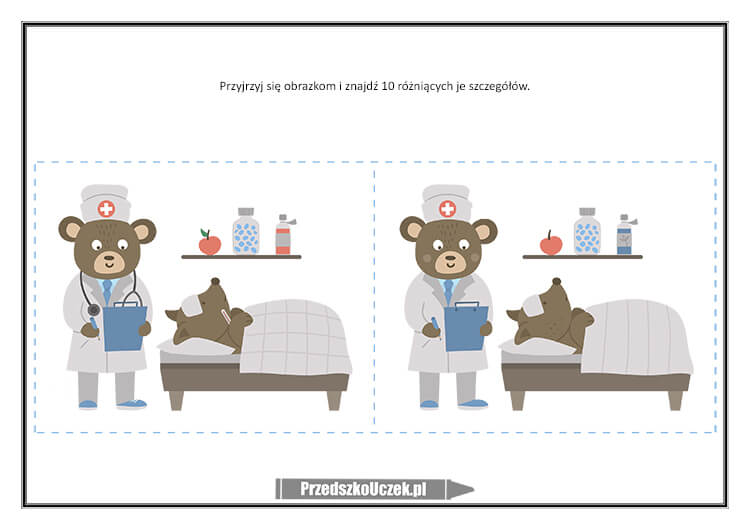 Przyjrzyj się obrazkom i znajdź 10 różniących je szczegółów.
PrzedszkoUczek.pl